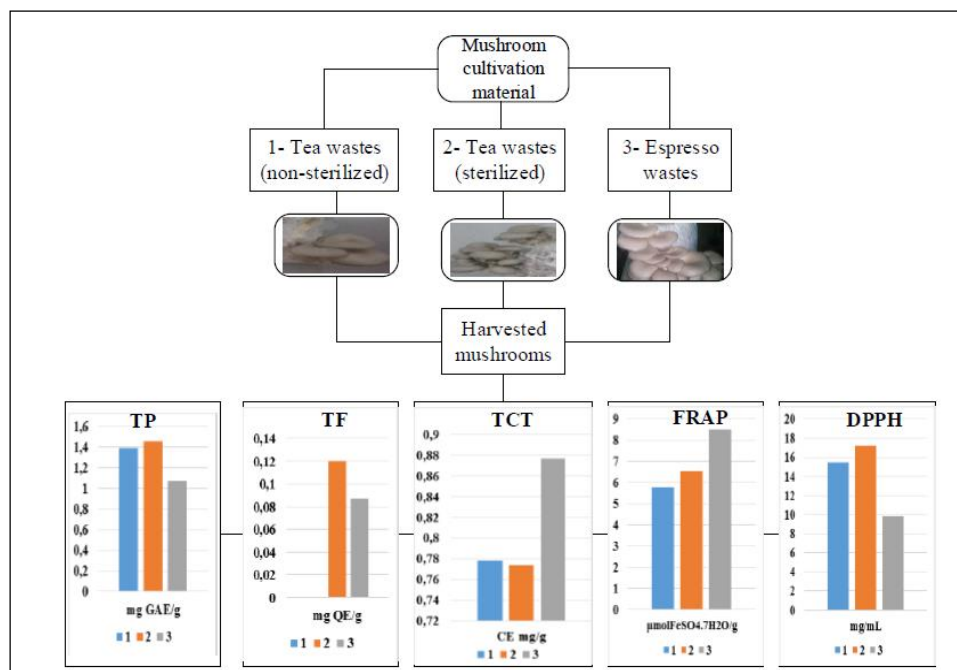 Mushroom
cultivation
material
1- Tea wastes
(non-sterilized)
2- Tea wastes
(sterilized)
3- Espresso
wastes
Harvested
mushrooms
TP
1,6
1,4
1,2
1
0,8
0,6
0,4
0,2
0
mg GAE/g
1 2 3
TF
0,14
0,12
0,1
0,08
0,06
0,04
0,02
0
mg QE/g
1 2 3
TCT
0,9
0,88
0,86
0,84
0,82
0,8
0,78
0,76
0,74
0,72
CE mg/g
1 2 3
FRAP
9
8
7
6
5
4
3
2
1
0
µmolFeSO4.7H2O/g
1 2 3
DPPH
20
18
16
14
12
10
8
6
4
2
0
mg/mL
1 2 3